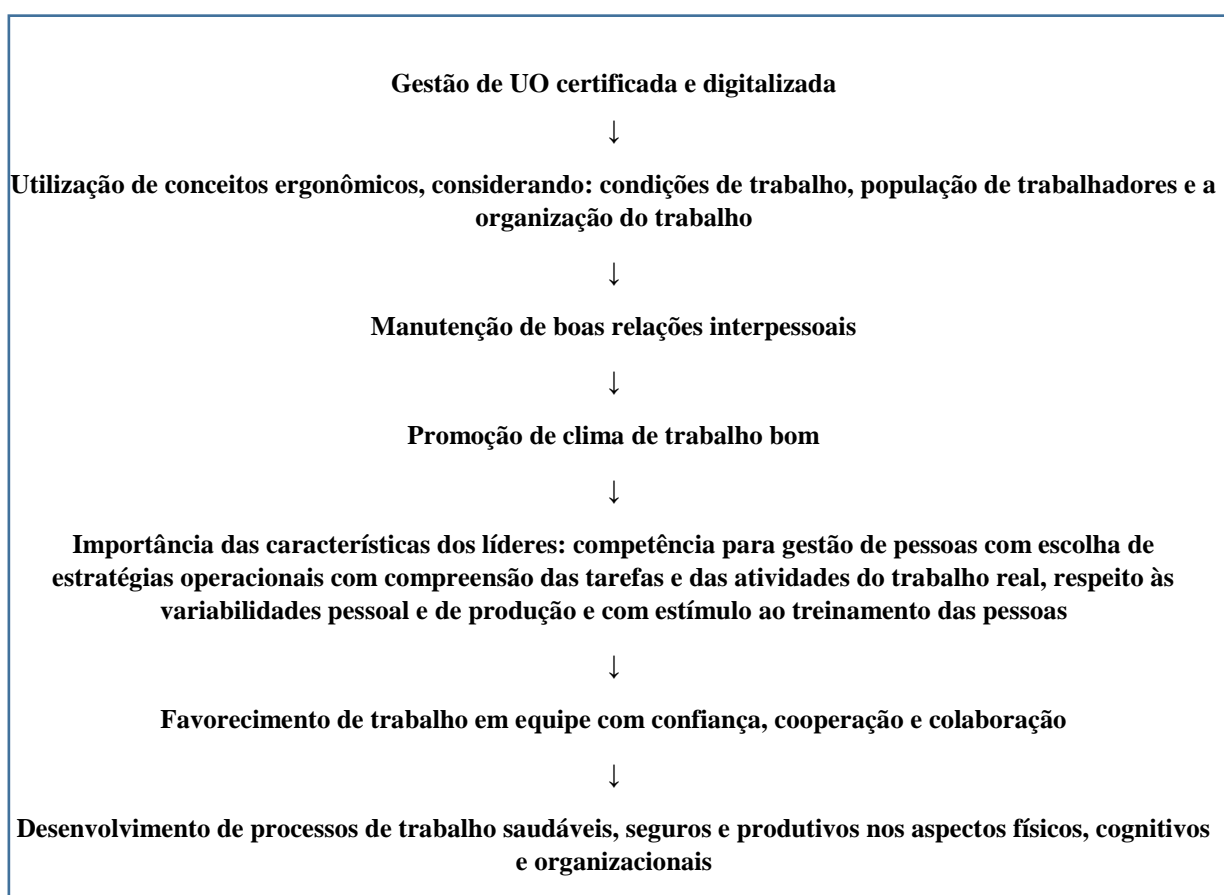 Gestão de UO certificada e digitalizada
↓
Utilização de conceitos ergonômicos, considerando: condições de trabalho, população de trabalhadores e a
organização do trabalho
↓
Manutenção de boas relações interpessoais
↓
Promoção de clima de trabalho bom
↓
Importância das características dos líderes: competência para gestão de pessoas com escolha de
estratégias operacionais com compreensão das tarefas e das atividades do trabalho real, respeito às
variabilidades pessoal e de produção e com estímulo ao treinamento das pessoas
↓
Favorecimento de trabalho em equipe com confiança, cooperação e colaboração
↓
Desenvolvimento de processos de trabalho saudáveis, seguros e produtivos nos aspectos físicos, cognitivos
e organizacionais